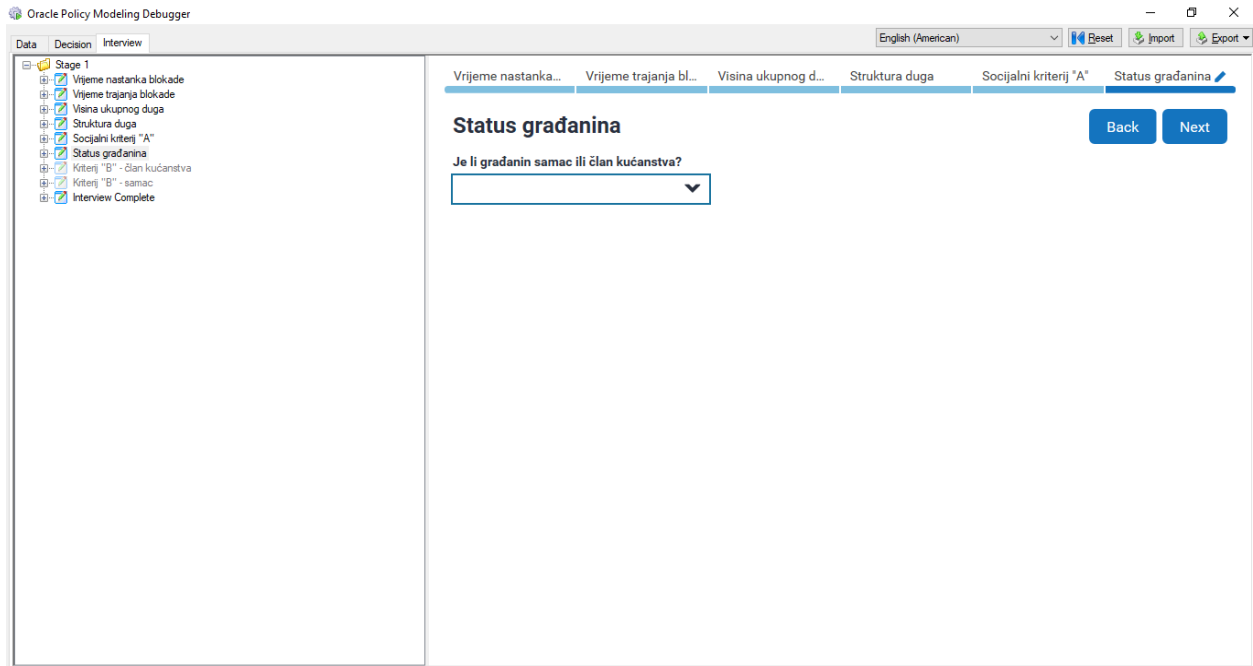 Oracle Policy Modeling Debugger
Data Decision Interview
English (American) Reset Import Export
Stage 1
Vrijeme nastanka blokade
Vrijeme trajanja blokade
Visina ukupnog duga
Struktura duga
Socijalni kriterij "A"
Status građanina
Kriterij "B" - član kućanstva
Kriterij "B" - samac
Interview Complete
Vrijeme nastanka... Vrijeme trajanja bl... Visina ukupnog d... Struktura duga Socijalni kriterij "A" Status građanina
Status građanina
Back Next
Je li građanin samac ili član kućanstva?